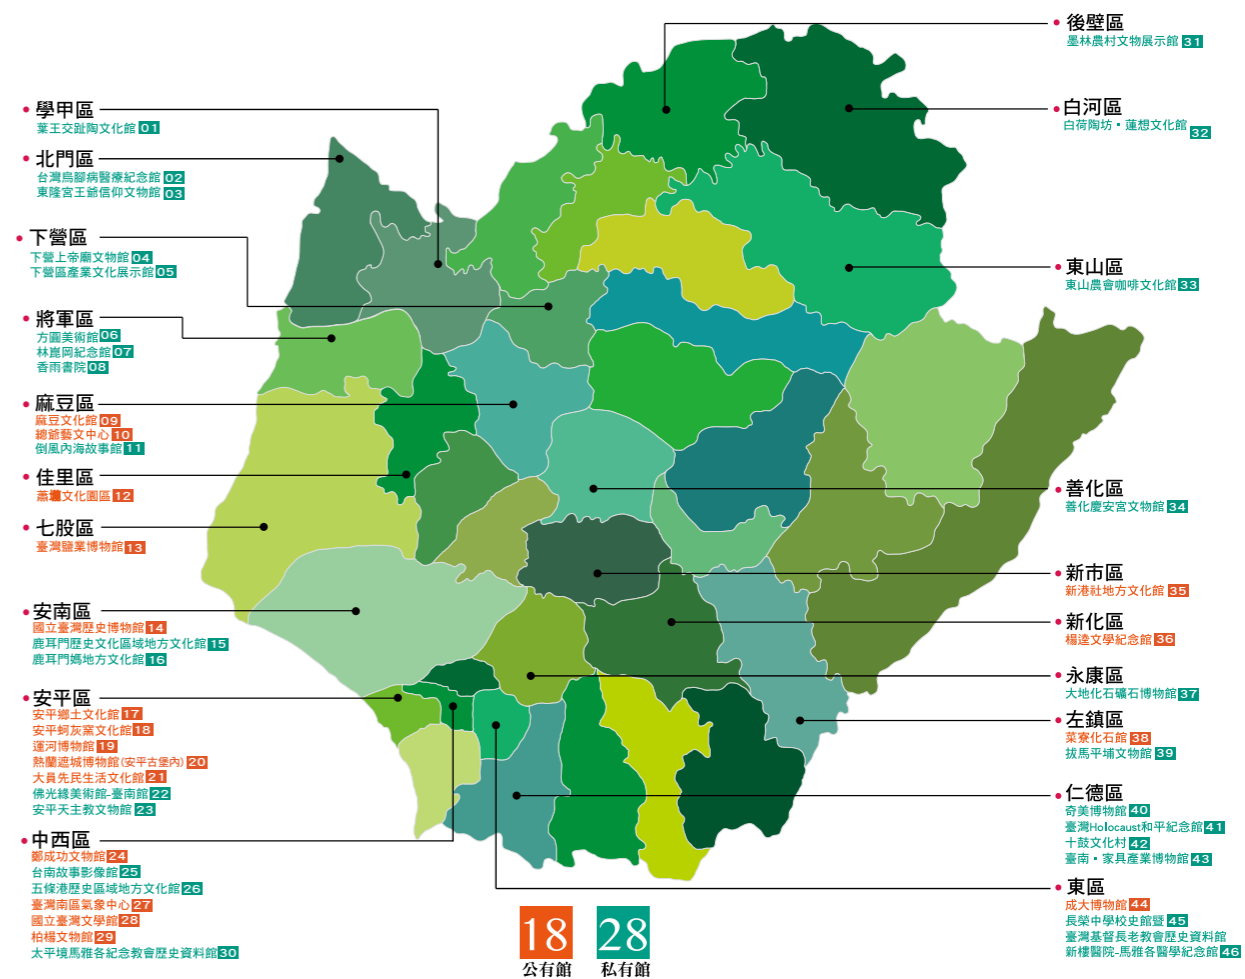 學甲區
葉王交趾陶文化館 01
北門區
台灣烏腳病醫療紀念館 02
東隆宮王爺信仰文物館 03
下營區
下營上帝廟文物館 04
下營區產業文化展示館 05
將軍區
方圓美術館 06
林崑岡紀念館 07
香雨書院 08
麻豆區
麻豆文化館 09
總爺藝文中心 10
倒風內海故事館 11
佳里區
蕭壠文化園區 12
七股區
臺灣鹽業博物館 13
安南區
國立臺灣歷史博物館 14
鹿耳門歷史文化區域地方文化館 15
鹿耳門媽地方文化館 16
安平區
安平鄉土文化館 17
安平蚵灰窯文化館 18
運河博物館 19
熱蘭遮城博物館(安平古堡內) 20
大員先民生活文化館 21
佛光緣美術館-臺南館 22
安平天主教文物館 23
中西區
鄭成功文物館 24
台南故事影像館 25
五條港歷史區域地方文化館 26
臺灣南區氣象中心 27
國立臺灣文學館 28
柏楊文物館 29
太平境馬雅各紀念教會歷史資料館 30
後壁區
墨林農村文物展示館 31
白河區
白荷陶坊・蓮想文化館 32
東山區
東山農會咖啡文化館 33
善化區
善化慶安宮文物館 34
新市區
新港社地方文化館 35
新化區
楊逵文學紀念館 36
永康區
大地化石礦石博物館 37
左鎮區
菜寮化石館 38
拔馬平埔文物館 39
仁德區
奇美博物館 40
臺灣Holocaust和平紀念館 41
十鼓文化村 42
臺南・家具產業博物館 43
東區
成大博物館 44
長榮中學校史館暨 45
臺灣基督長老教會歷史資料館
新樓醫院-馬雅各醫學紀念館 46
18 28
公有館 私有館